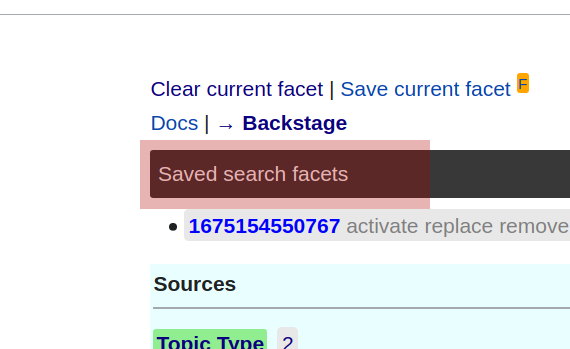 Clear current facet | Save current facet F
Docs | → Backstage
Saved search facets
1675154550767 activate replace remove
Sources
Topic Type 2